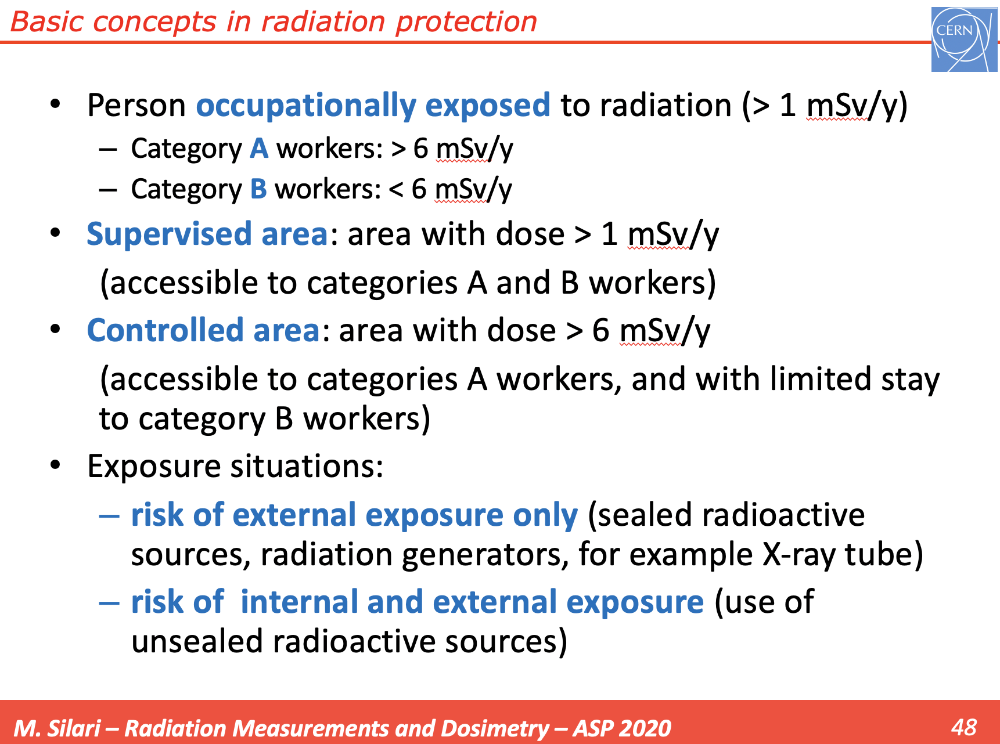 Basic concepts in radiation protection
CERN
• Person occupationally exposed to radiation (> 1 mSv/y)
– Category A workers: > 6 mSv/y
– Category B workers: < 6 mSv/y
• Supervised area: area with dose > 1 mSv/y
(accessible to categories A and B workers)
• Controlled area: area with dose > 6 mSv/y
(accessible to categories A workers, and with limited stay
to category B workers)
• Exposure situations:
– risk of external exposure only (sealed radioactive
sources, radiation generators, for example X-ray tube)
– risk of  internal and external exposure (use of
unsealed radioactive sources)
M. Silari – Radiation Measurements and Dosimetry – ASP 2020
48